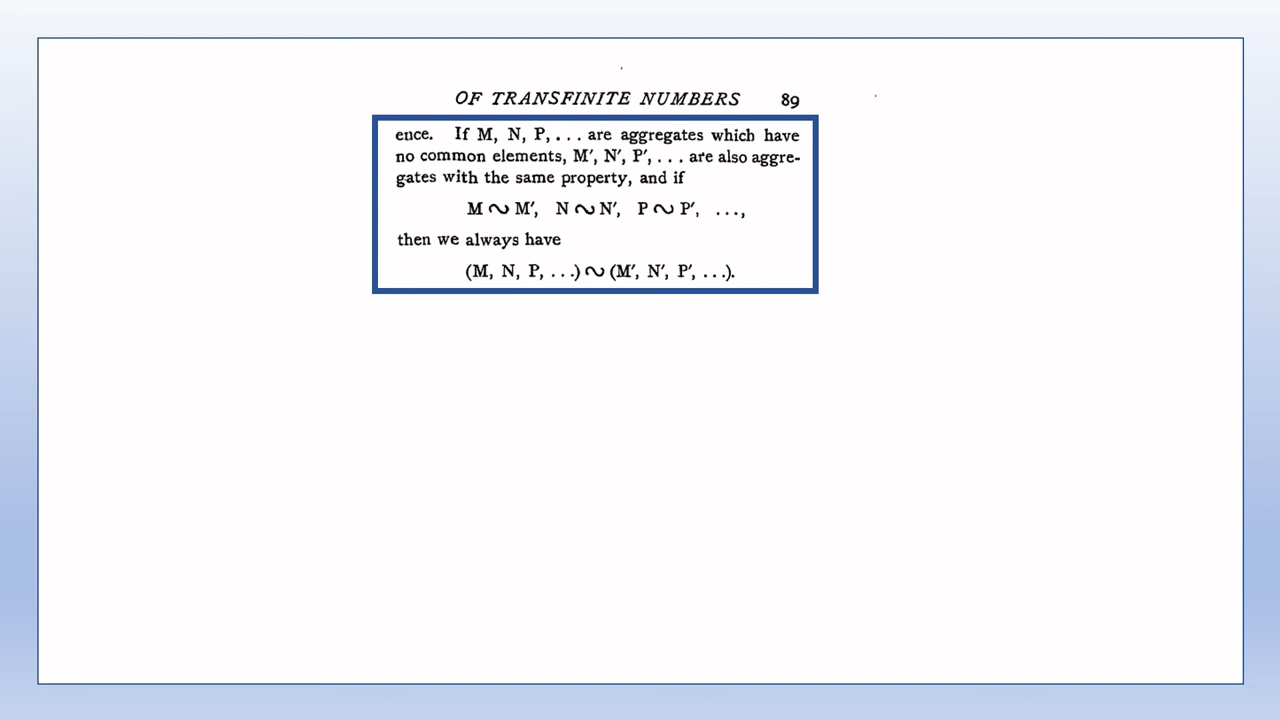 OF TRANSFINITE NUMBERS 89
ence. If M, N, P, . . . are aggregates which have
no common elements, M′, N′, P′, . . . are also aggre-
gates with the same property, and if
M ∾ M′, N ∾ N′, P ∾ P′, . . .,
then we always have
(M, N, P, . . .) ∾ (M′, N′, P′, . . .).